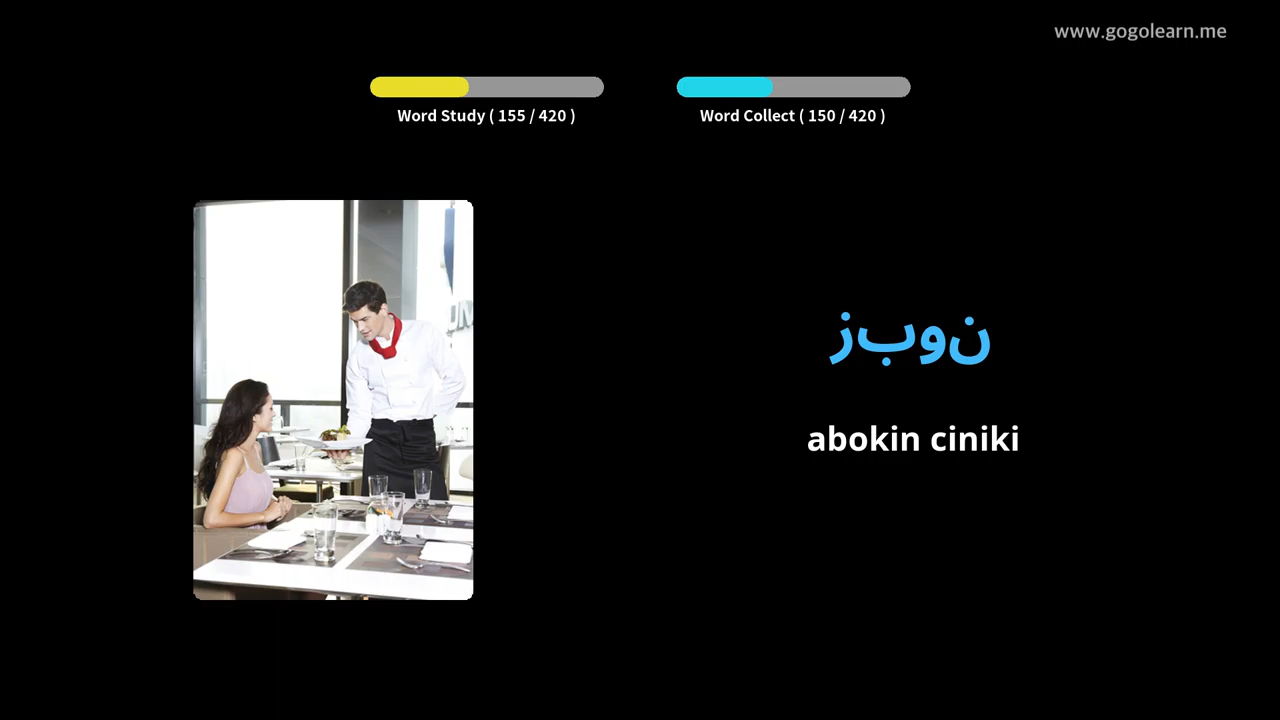 www.gogolearn.me
Word Study ( 155 / 420 )
Word Collect ( 150 / 420 )
زبون
abokin ciniki